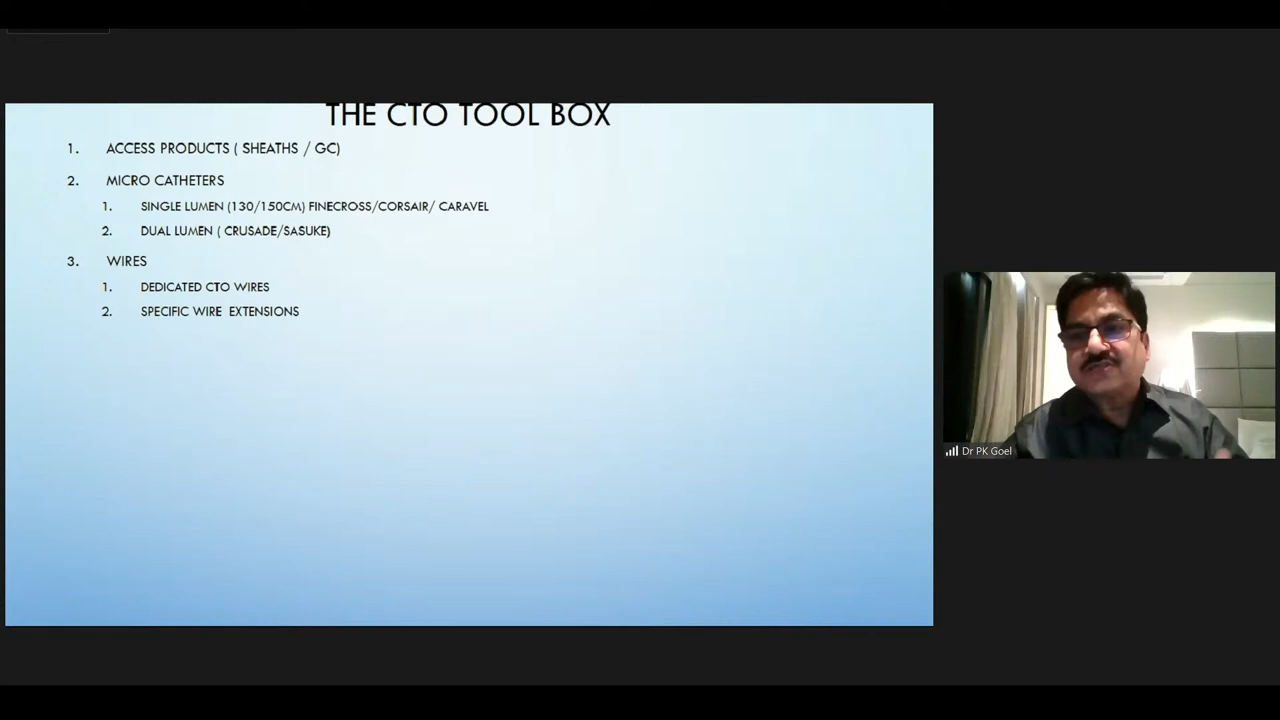 THE CTO TOOL BOX
1. ACCESS PRODUCTS ( SHEATHS / GC)
2. MICRO CATHETERS
1. SINGLE LUMEN (130/150CM) FINECROSS/CORSAIR/ CARAVEL
2. DUAL LUMEN ( CRUSADE/SASUKE)
3. WIRES
1. DEDICATED CTO WIRES
2. SPECIFIC WIRE EXTENSIONS
Dr PK Goel